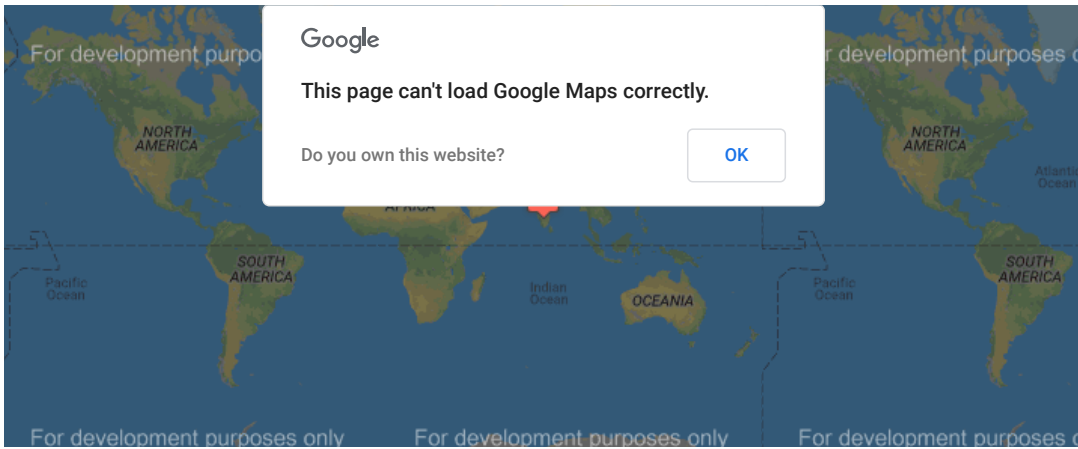 Google
This page can't load Google Maps correctly.
Do you own this website?
OK
For development purpo
r development purposes o
NORTH
AMERICA
NORTH
AMERICA
Atlantic
Ocean
AFRICA
SOUTH
AMERICA
SOUTH
AMERICA
Pacific
Ocean
Indian
Ocean
OCEANIA
Pacific
Ocean
For development purposes only
For development purposes only
For development purposes o